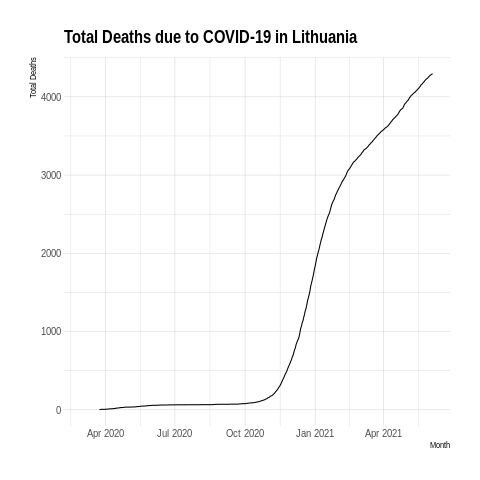 Total Deaths due to COVID-19 in Lithuania
Total Deaths
4000
3000
2000
1000
0
Apr 2020 Jul 2020 Oct 2020 Jan 2021 Apr 2021
Month